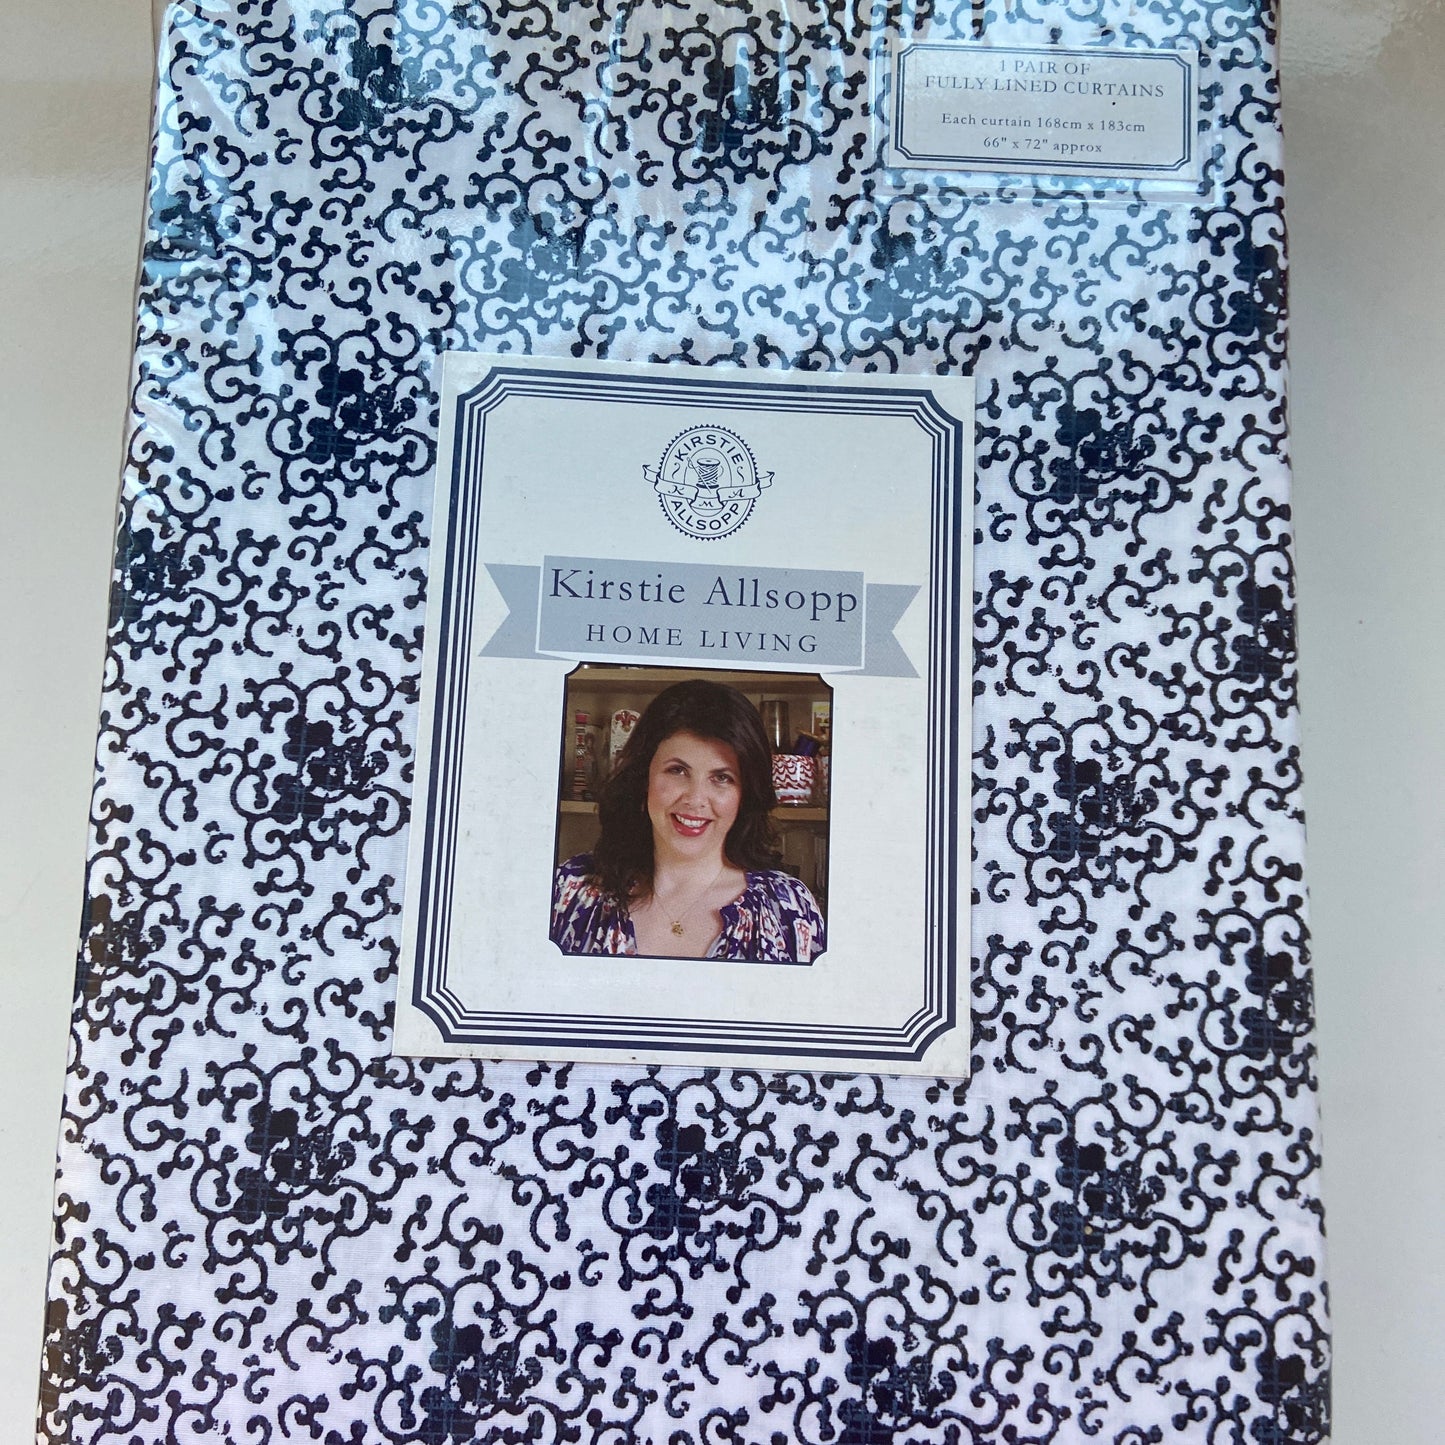 1 PAIR OF
FULLY LINED CURTAINS
Each curtain 168cm x 183cm
66" x 72" approx
KIRSTIE
K M A
ALLSOPP
Kirstie Allsopp
HOME LIVING